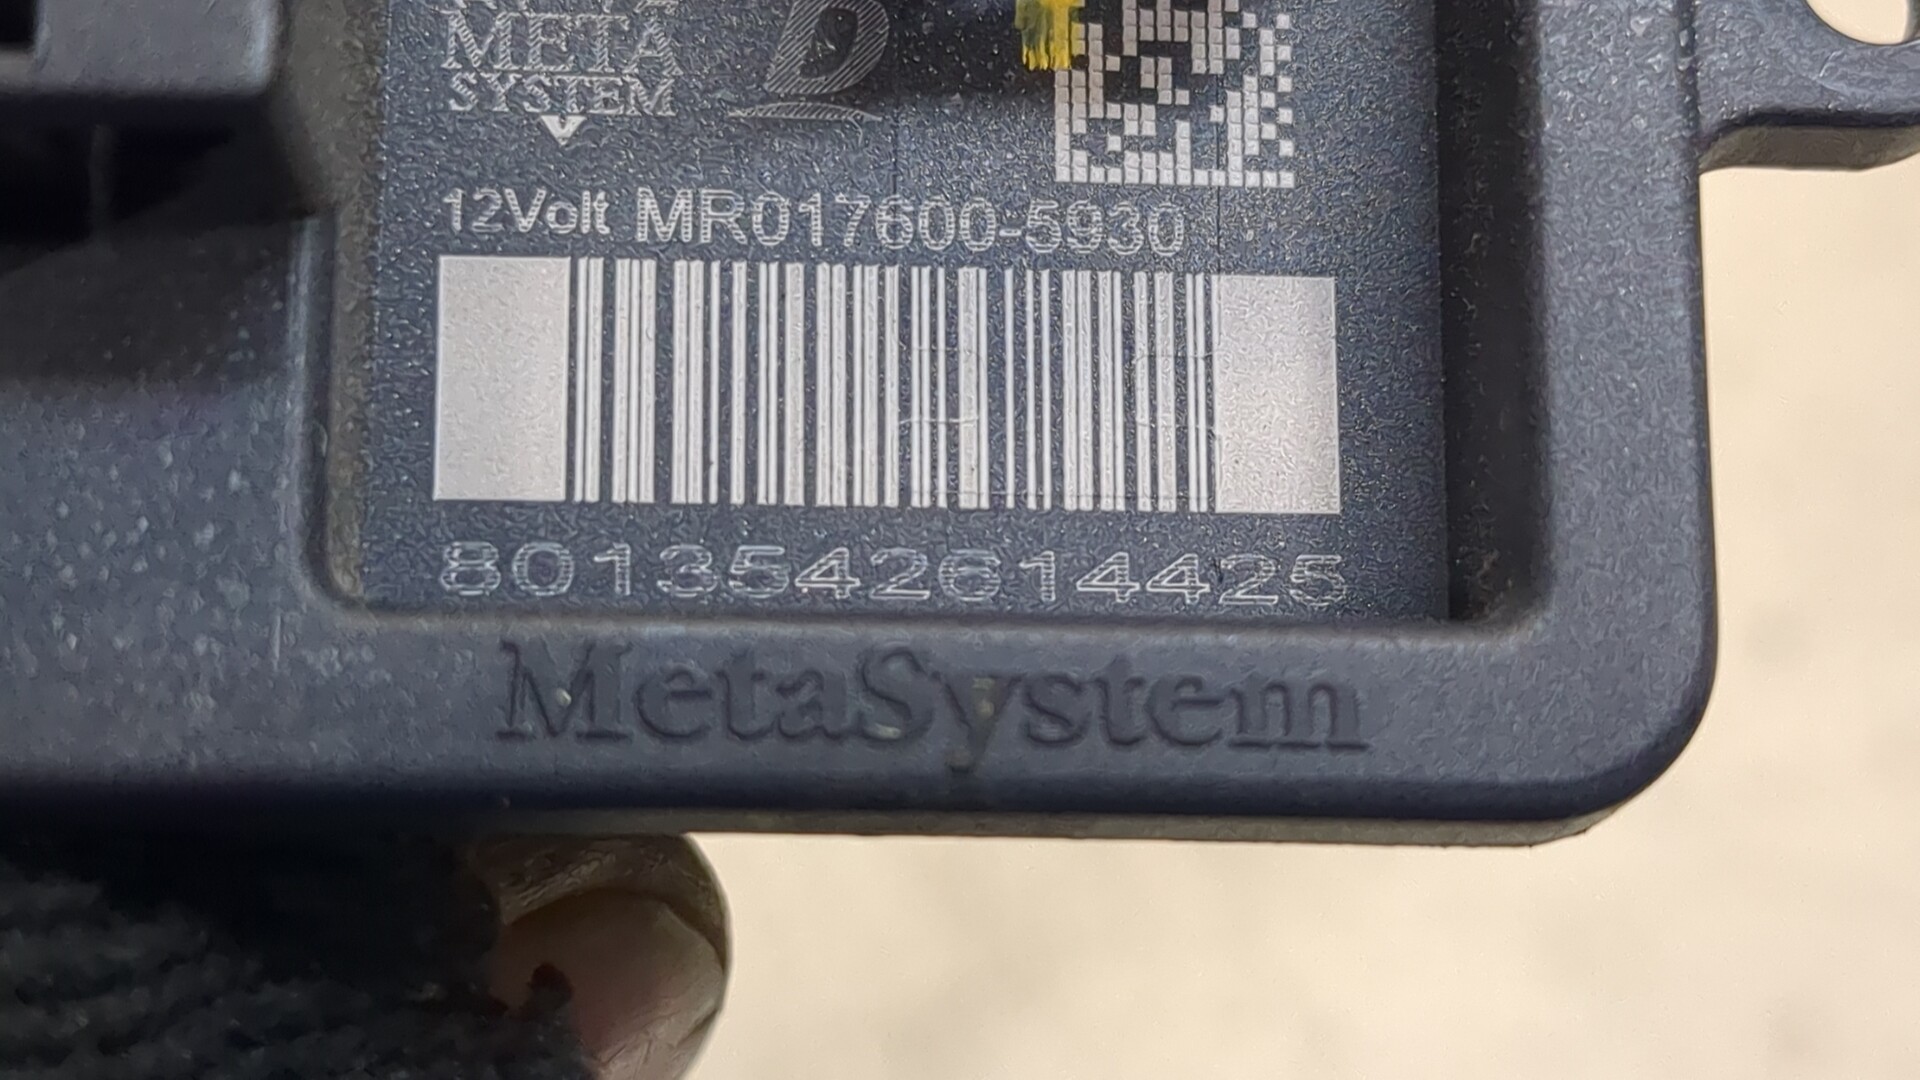 META
SYSTEM
D
12Volt MR017600-5930
8013542614425
MetaSystem